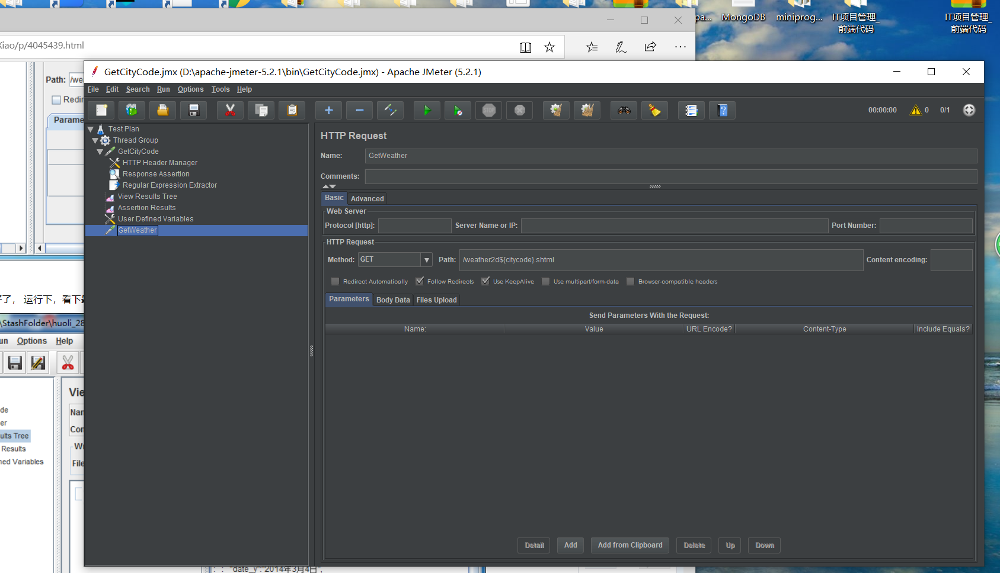 MongoDB
miniprog...
IT项目管理_
前端代码
IT项目管理_
前端代码
Xiao/p/4045439.html
Path:
Parame
GetCityCode.jmx (D:\apache-jmeter-5.2.1\bin\GetCityCode.jmx) - Apache JMeter (5.2.1)
File Edit Search Run Options Tools Help
STOP
00:00:00 0 0/1
Test Plan
Thread Group
GetCityCode
HTTP Header Manager
Response Assertion
Regular Expression Extractor
View Results Tree
Assertion Results
User Defined Variables
GetWeather
HTTP Request
Name: GetWeather
Comments:
Basic Advanced
Web Server
Protocol [http]: Server Name or IP: Port Number:
HTTP Request
Method: GET Path: /weather2d${citycode}.shtml Content encoding:
Redirect Automatically Follow Redirects Use KeepAlive Use multipart/form-data Browser-compatible headers
Parameters Body Data Files Upload
Send Parameters With the Request:
Name: Value URL Encode? Content-Type Include Equals?
Detail Add Add from Clipboard Delete Up Down
了， 运行下，看下
\StashFolder\huoli_28
un Options Help
Vie
Nan
Con
Wr
File
de
er
ults Tree
Results
ned Variables
"date_y":"2014年3月4日",